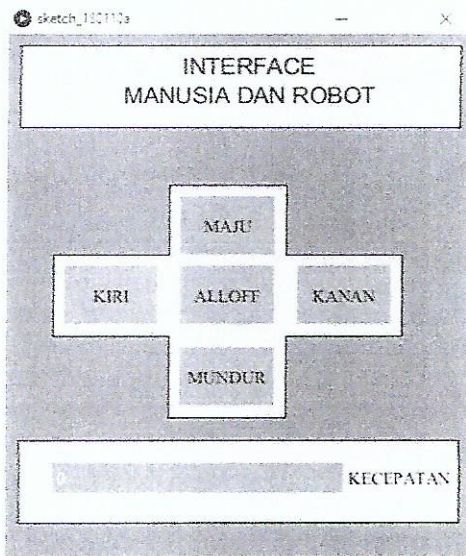 sketch_180110a
INTERFACE
MANUSIA DAN ROBOT
MAJU
KIRI ALLOFF KANAN
MUNDUR
0 KECEPATAN